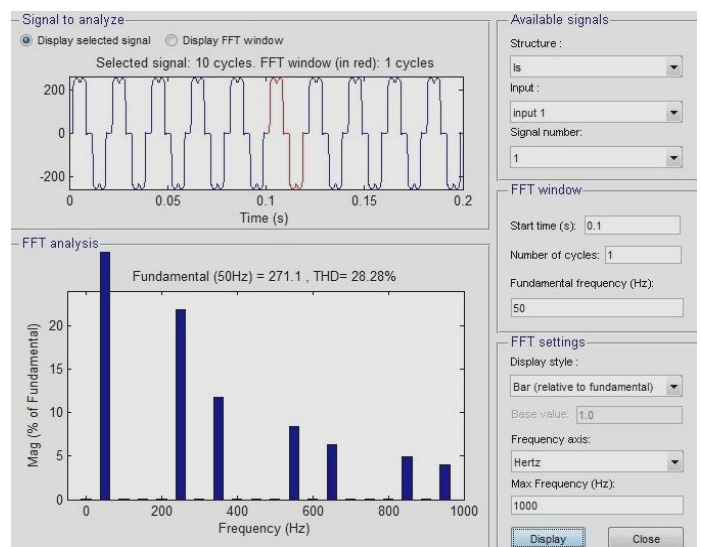 Signal to analyze
Display selected signal Display FFT window
Selected signal: 10 cycles. FFT window (in red): 1 cycles
200
0
-200
0 0.05 0.1 0.15 0.2
Time (s)
FFT analysis
Fundamental (50Hz) = 271.1 , THD= 28.28%
Mag (% of Fundamental)
20
15
10
5
0
0 200 400 600 800 1000
Frequency (Hz)
Available signals
Structure :
Is
Input :
input 1
Signal number:
1
FFT window
Start time (s): 0.1
Number of cycles: 1
Fundamental frequency (Hz):
50
FFT settings
Display style :
Bar (relative to fundamental)
Base value: 1.0
Frequency axis:
Hertz
Max Frequency (Hz):
1000
Display Close